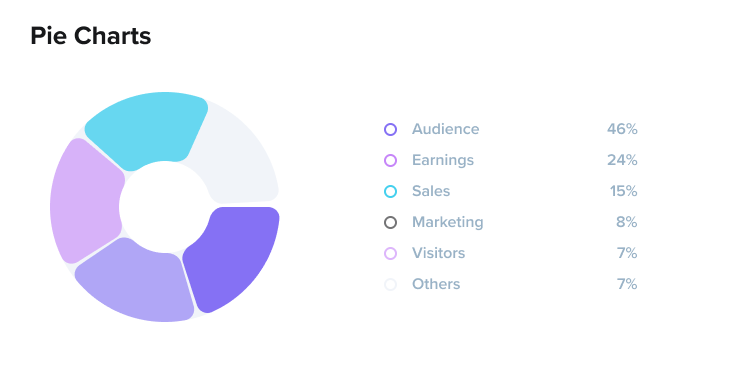 Pie Charts
Audience 46%
Earnings 24%
Sales 15%
Marketing 8%
Visitors 7%
Others 7%